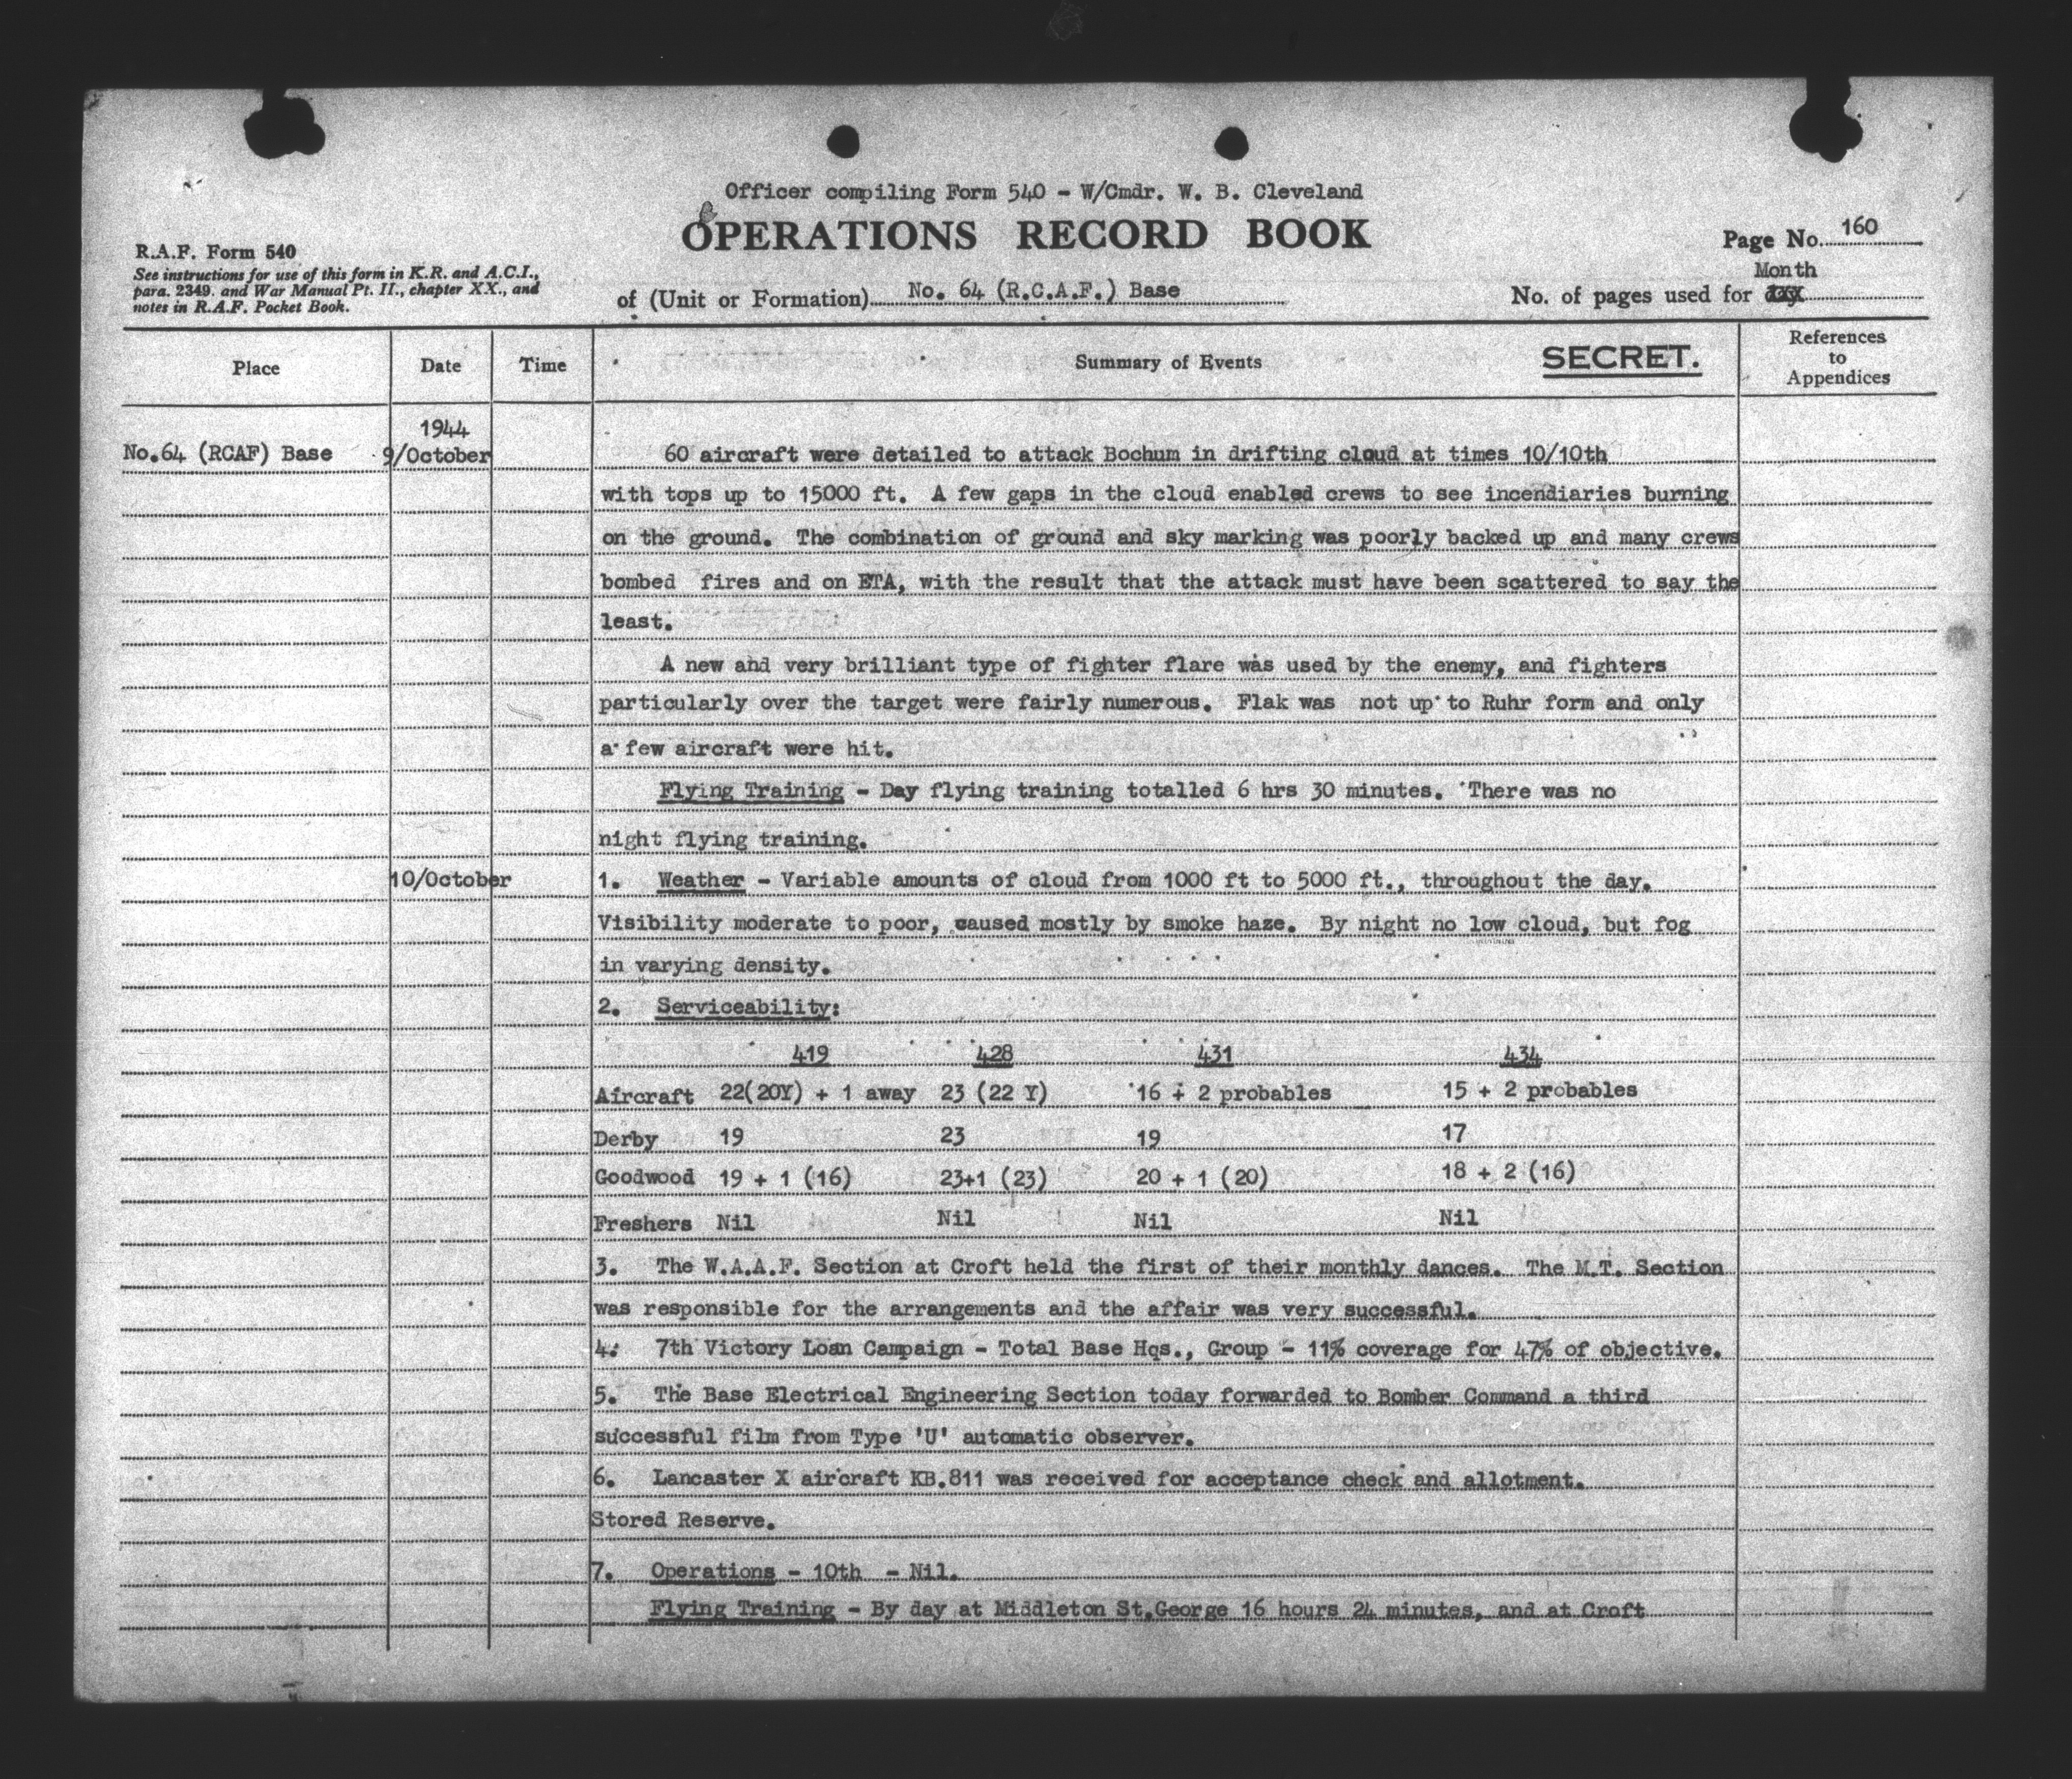 Officer compiling Form 540 - W/Cmdr. W. B. Cleveland
OPERATIONS RECORD BOOK
Page No. 160
R.A.F. Form 540
See instructions for use of this form in K.R. and A.C.I.,
para. 2349. and War Manual Pt. II., chapter XX., and
notes in R.A.F. Pocket Book.
of (Unit or Formation) No. 64 (R.C.A.F.) Base
Month
No. of pages used for day
Place Date Time Summary of Events SECRET. References to Appendices
1944
No.64 (RCAF) Base 9/October 60 aircraft were detailed to attack Bochum in drifting cloud at times 10/10th
with tops up to 15000 ft. A few gaps in the cloud enabled crews to see incendiaries burning
on the ground. The combination of ground and sky marking was poorly backed up and many crews
bombed fires and on ETA, with the result that the attack must have been scattered to say the
least.
A new and very brilliant type of fighter flare was used by the enemy, and fighters
particularly over the target were fairly numerous. Flak was not up to Ruhr form and only
a few aircraft were hit.
Flying Training - Day flying training totalled 6 hrs 30 minutes. There was no
night flying training.
10/October 1. Weather - Variable amounts of cloud from 1000 ft to 5000 ft., throughout the day.
Visibility moderate to poor, caused mostly by smoke haze. By night no low cloud, but fog
in varying density.
2. Serviceability:
419 428 431 434
Aircraft 22(20Y) + 1 away 23 (22 Y) 16 + 2 probables 15 + 2 probables
Derby 19 23 19 17
Goodwood 19 + 1 (16) 23+1 (23) 20 + 1 (20) 18 + 2 (16)
Freshers Nil Nil Nil Nil
3. The W.A.A.F. Section at Croft held the first of their monthly dances. The M.T. Section
was responsible for the arrangements and the affair was very successful.
4. 7th Victory Loan Campaign - Total Base Hqs., Group - 11% coverage for 47% of objective.
5. The Base Electrical Engineering Section today forwarded to Bomber Command a third
successful film from Type 'U' automatic observer.
6. Lancaster X aircraft KB.811 was received for acceptance check and allotment.
Stored Reserve.
7. Operations - 10th - Nil.
Flying Training - By day at Middleton St.George 16 hours 24 minutes, and at Croft